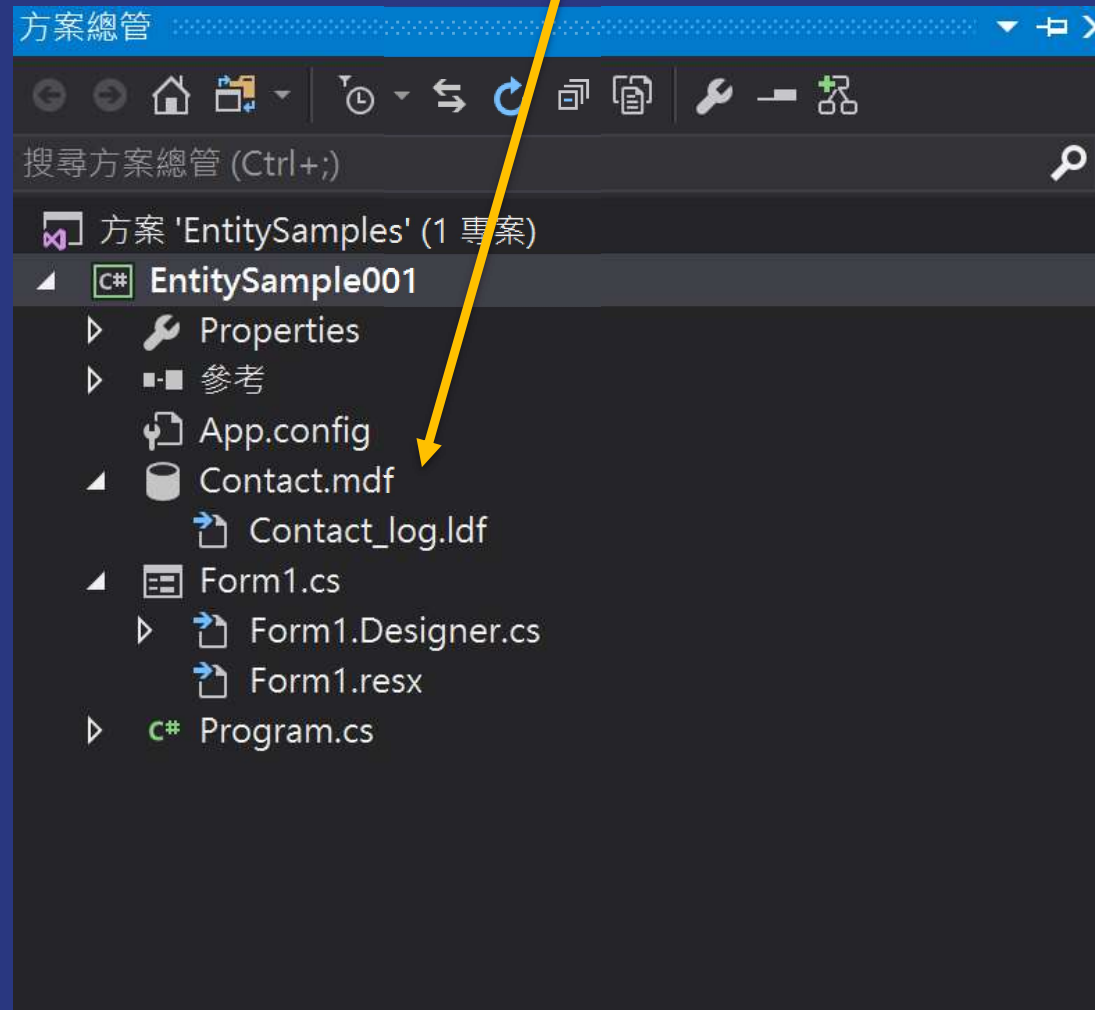 方案總管
搜尋方案總管 (Ctrl+;)
方案 'EntitySamples' (1 專案)
C# EntitySample001
Properties
參考
App.config
Contact.mdf
Contact_log.ldf
Form1.cs
Form1.Designer.cs
Form1.resx
C# Program.cs